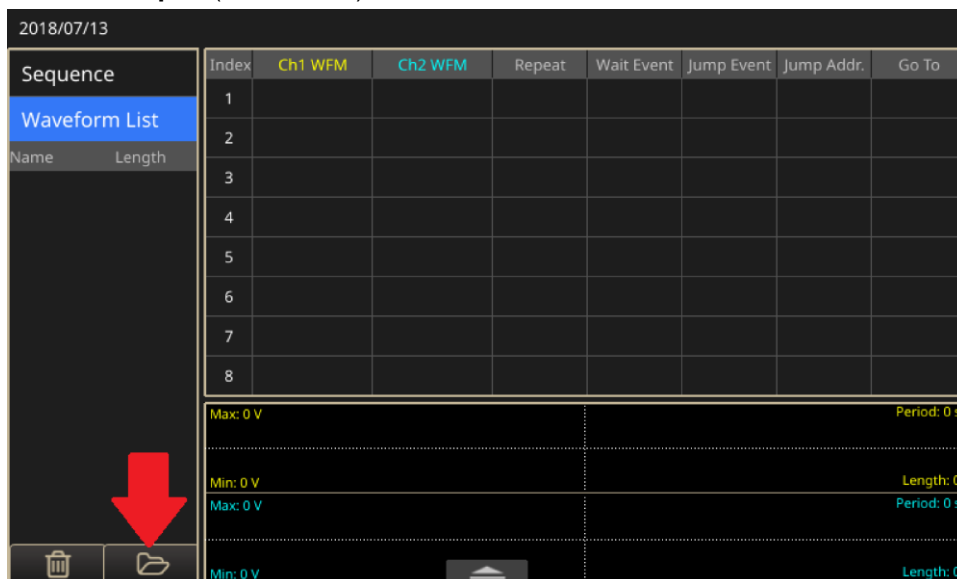 2018/07/13
Sequence
Waveform List
Name Length
Index Ch1 WFM Ch2 WFM Repeat Wait Event Jump Event Jump Addr. Go To
1
2
3
4
5
6
7
8
Max: 0 V Period: 0 s
Min: 0 V Length: 0
Max: 0 V Period: 0 s
Min: 0 V Length: 0